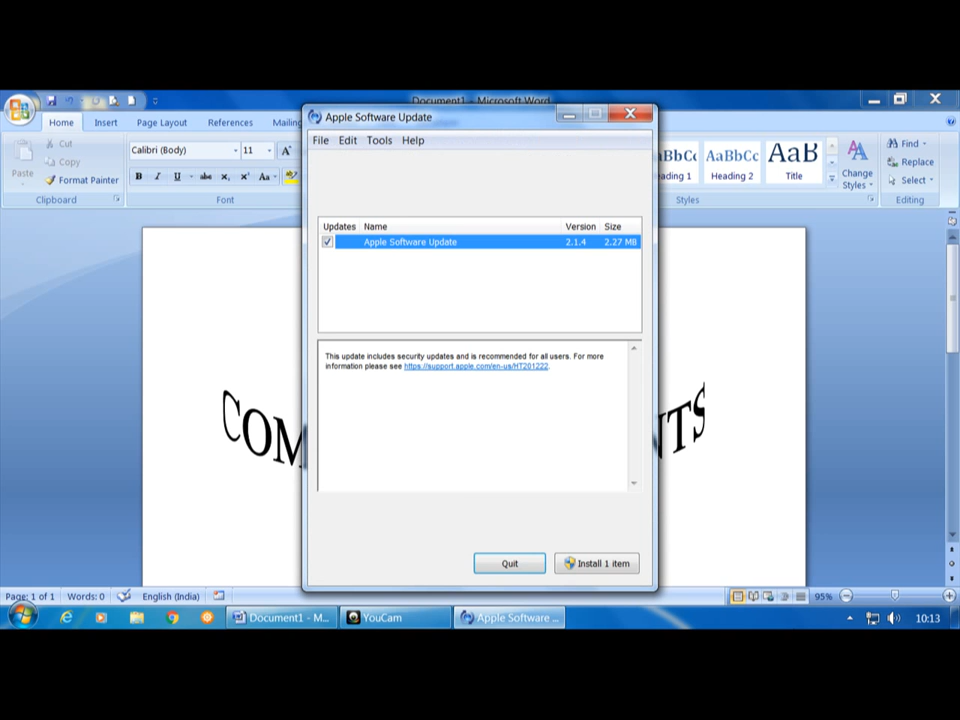 Document1 - Microsoft Word
Home Insert Page Layout References Mailing
Cut
Copy
Format Painter
Paste
Clipboard
Calibri (Body) 11
Font
AaBbCc AaB
eading 1 Heading 2 Title
Change Styles
Styles
Find
Replace
Select
Editing
Apple Software Update
File Edit Tools Help
Updates Name Version Size
Apple Software Update 2.1.4 2.27 MB
This update includes security updates and is recommended for all users. For more
information please see https://support.apple.com/en-us/HT201222.
Quit Install 1 item
COM NTS
Page: 1 of 1 Words: 0 English (India) 95%
Document1 - M... YouCam Apple Software ... 10:13